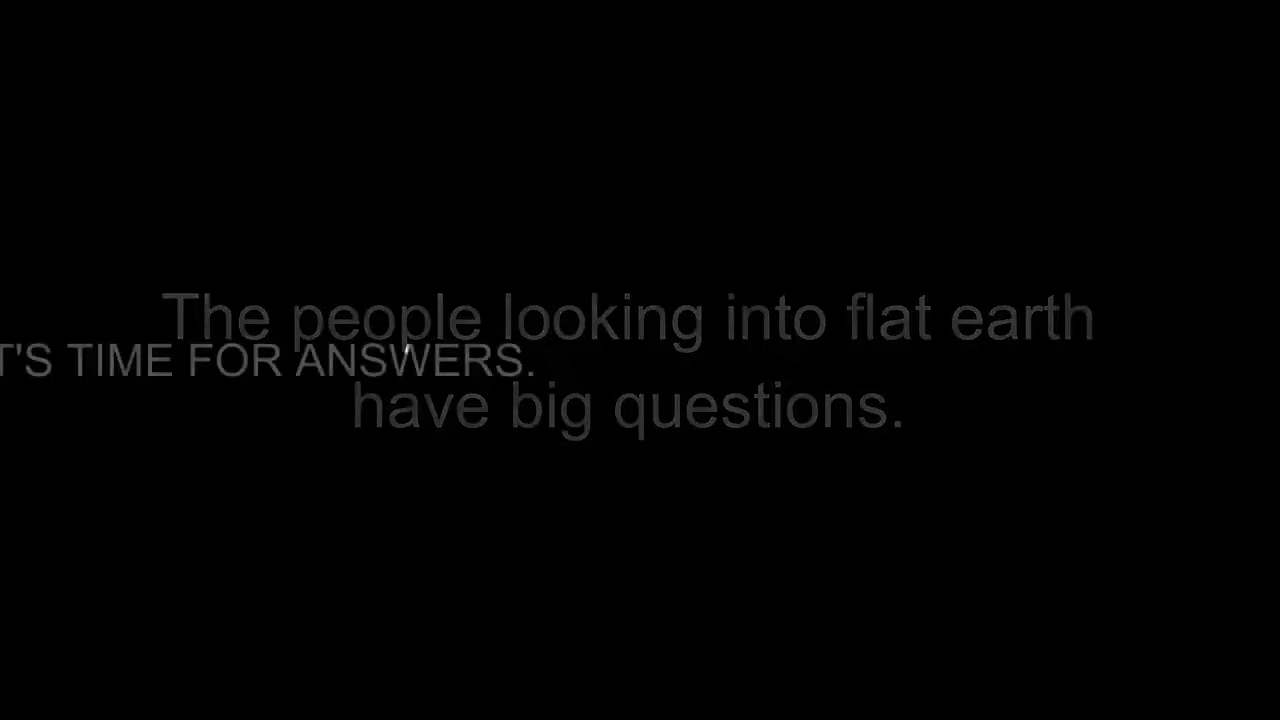 The people looking into flat earth
T'S TIME FOR ANSWERS.
have big questions.